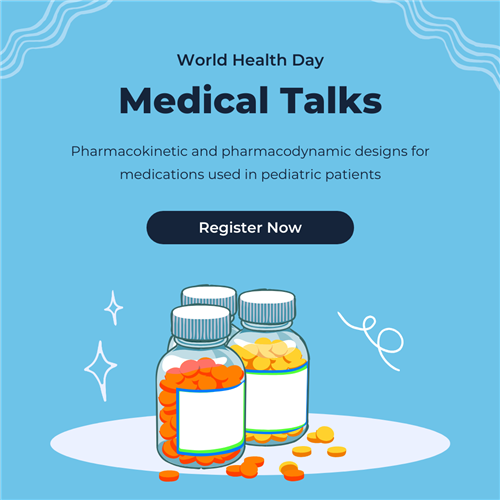 World Health Day
Medical Talks
Pharmacokinetic and pharmacodynamic designs for
medications used in pediatric patients
Register Now